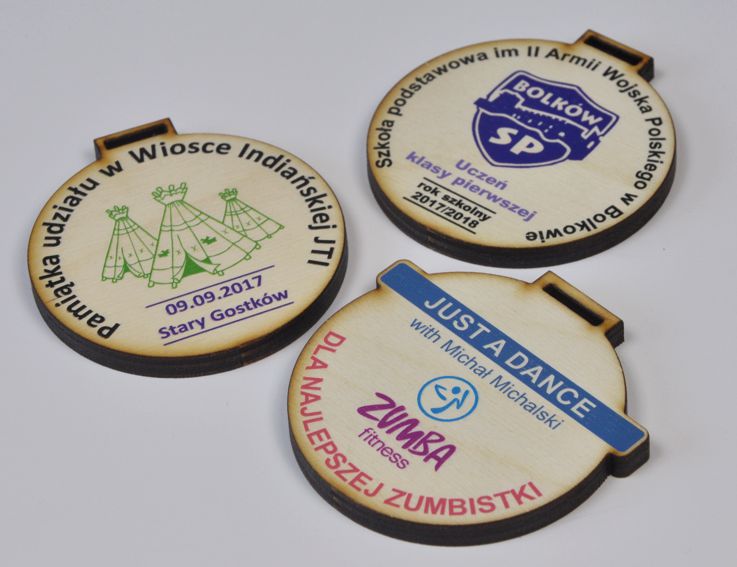 Pamiątka udziału w Wiosce Indiańskiej JTI
09.09.2017
Stary Gostków
Szkoła podstawowa im II Armii Wojska Polskiego w Bolkowie
BOLKÓW
SP
Uczeń
klasy pierwszej
rok szkolny
2017/2018
JUST A DANCE
with Michał Michalski
ZUMBA
fitness
DLA NAJLEPSZEJ ZUMBISTKI